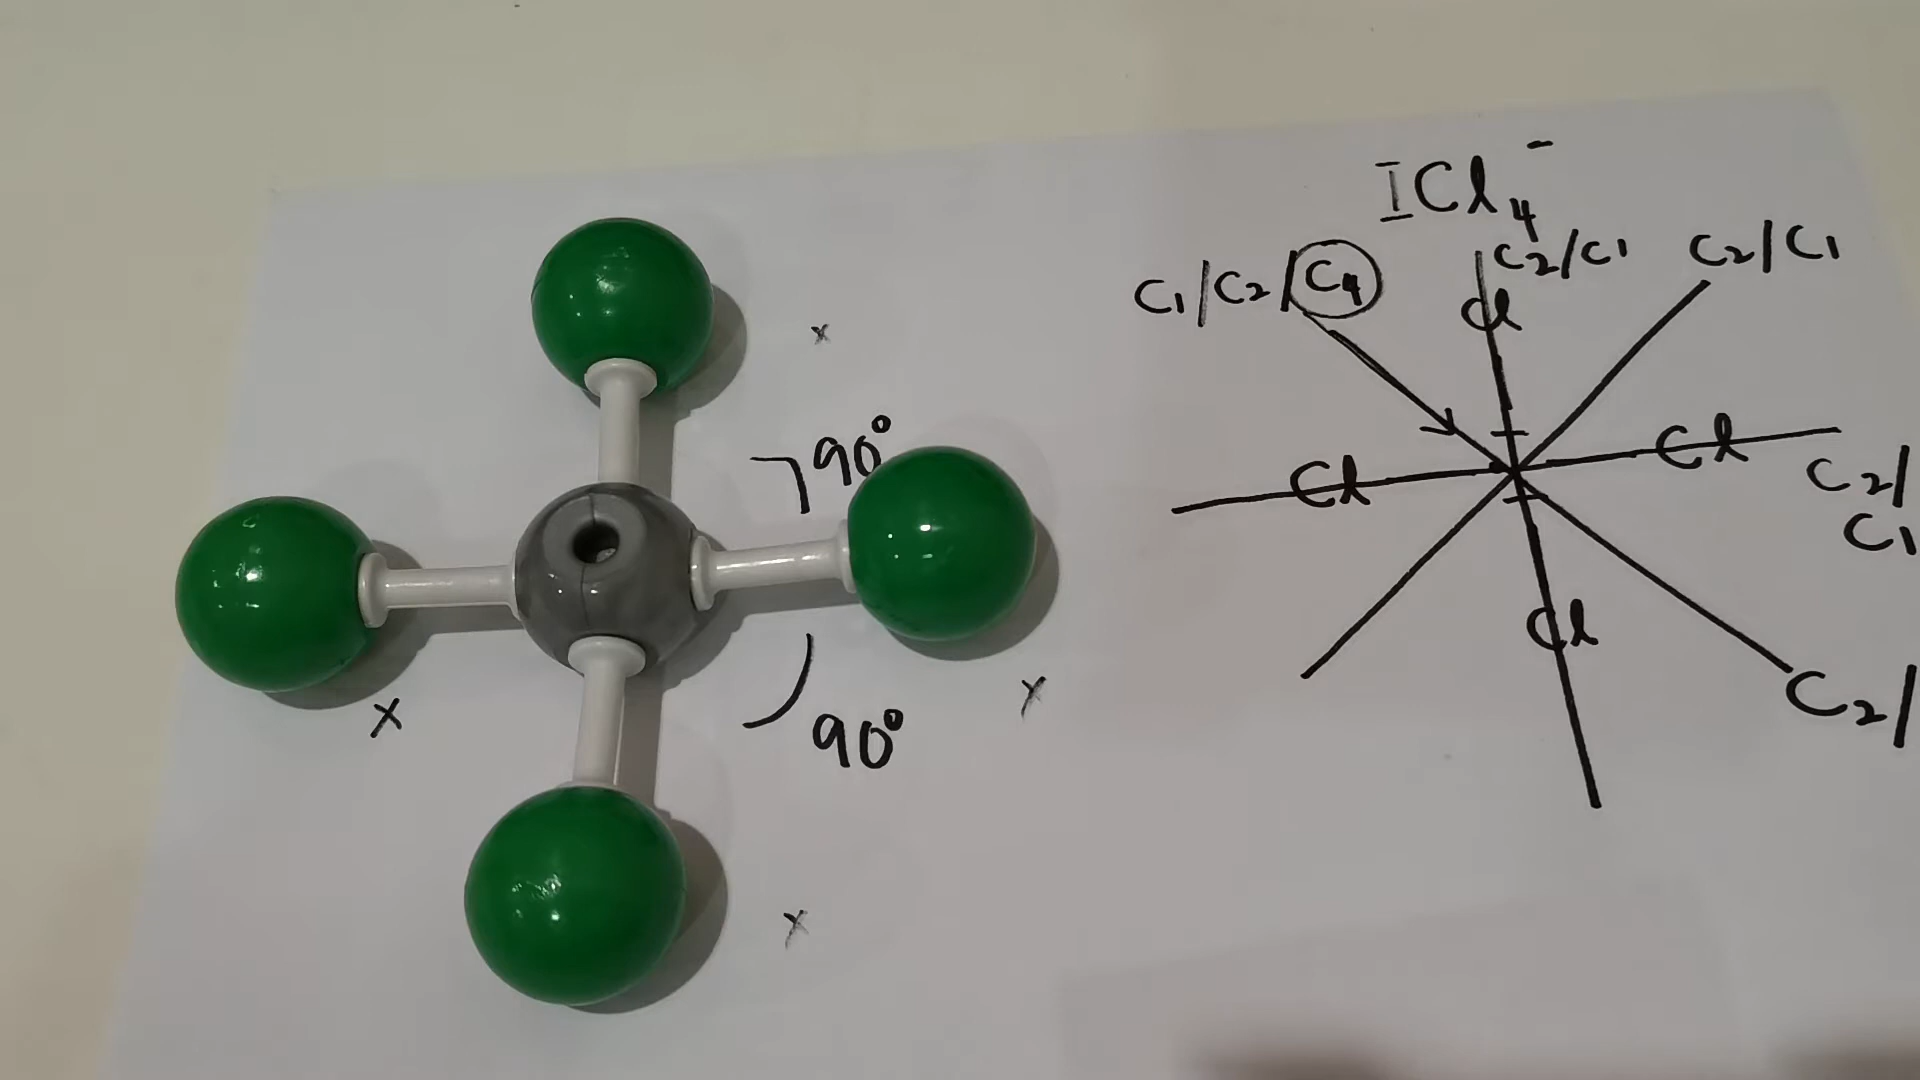 ICl₄⁻
C₁/C₂/C₄
C₂/C₁
C₂/C₁
Cl
x
90°
Cl
Cl
C₂/
C₁
Cl
x
x
C₂/
90°
x